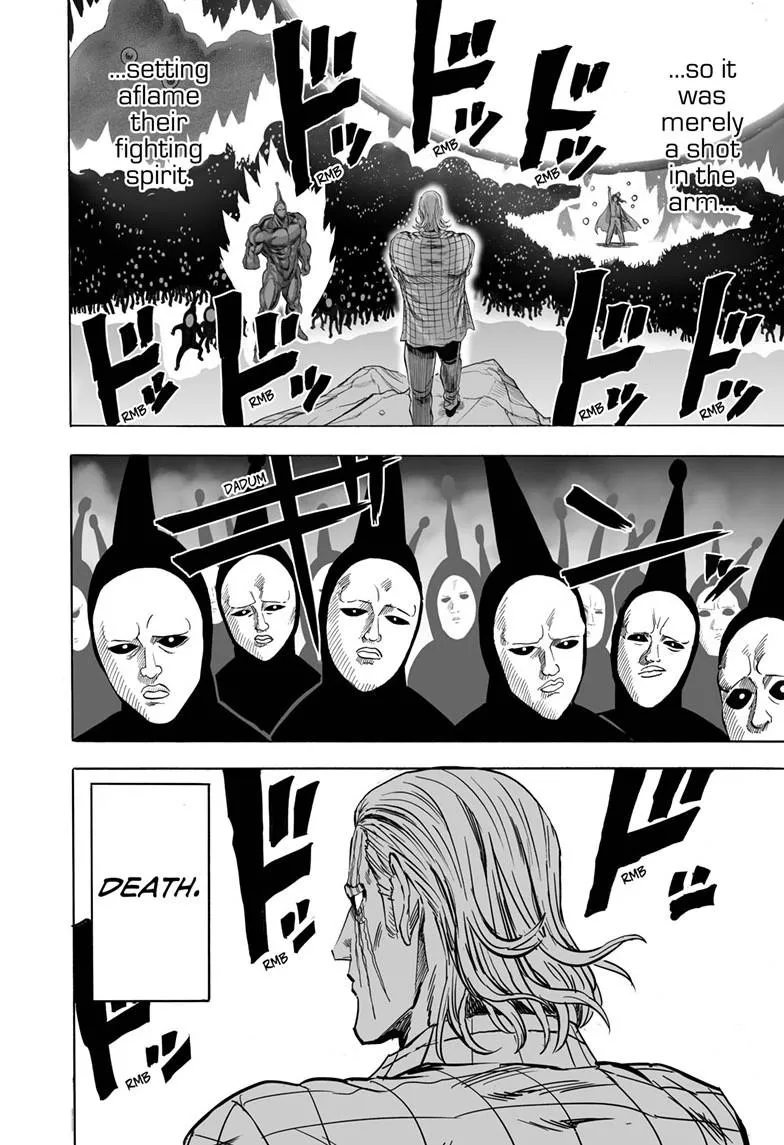 ...so it
was
merely
a shot
in the
arm...
ドッ
RMB
ドッ
RMB
ドッ
RMB
...setting
aflame
their
fighting
spirit.
ドッ
RMB
ドッ
RMB
ドッ
RMB
ドッ
RMB
ギンッ
DADUM
ドッ
RMB
ドッ
RMB
DEATH.
ドッ
RMB